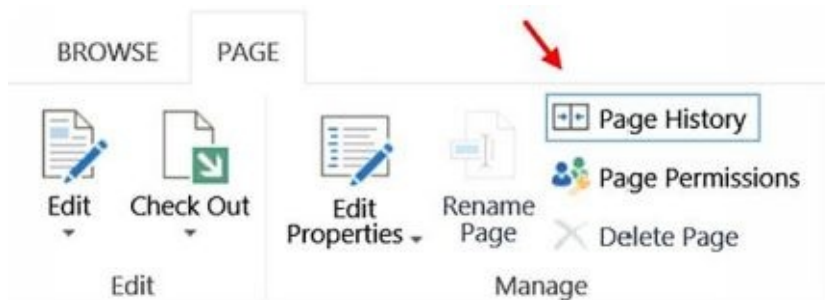 BROWSE PAGE
Edit
Check Out
Edit
Properties
Rename
Page
Page History
Page Permissions
Delete Page
Edit
Manage